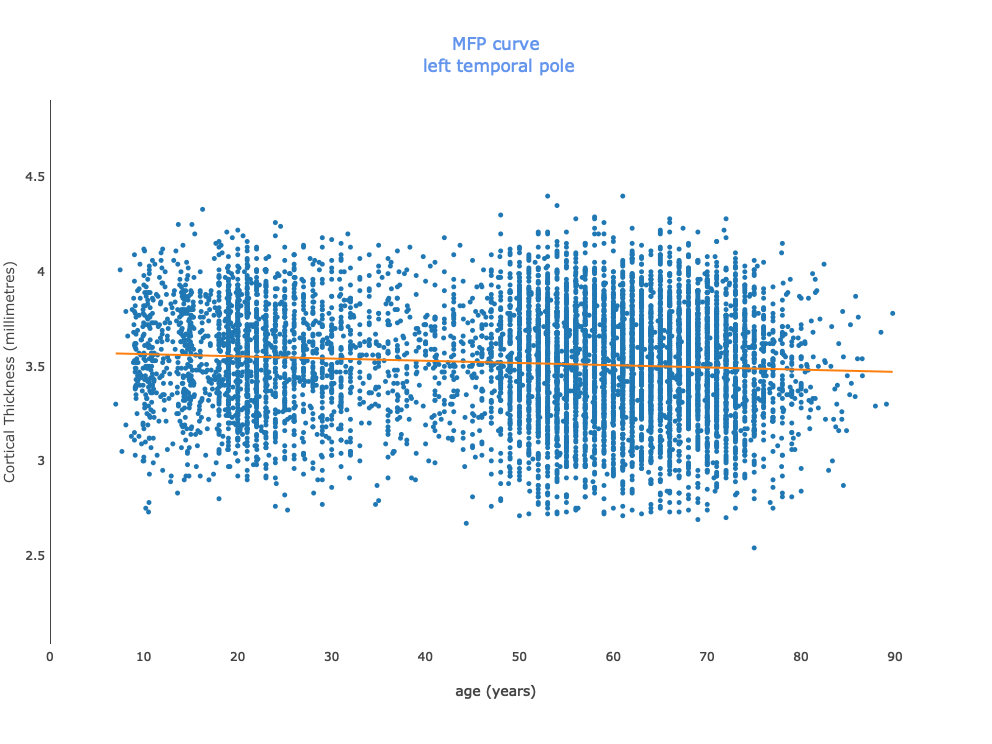 MFP curve
left temporal pole
Cortical Thickness (millimetres)
4.5
4
3.5
3
2.5
0 10 20 30 40 50 60 70 80 90
age (years)